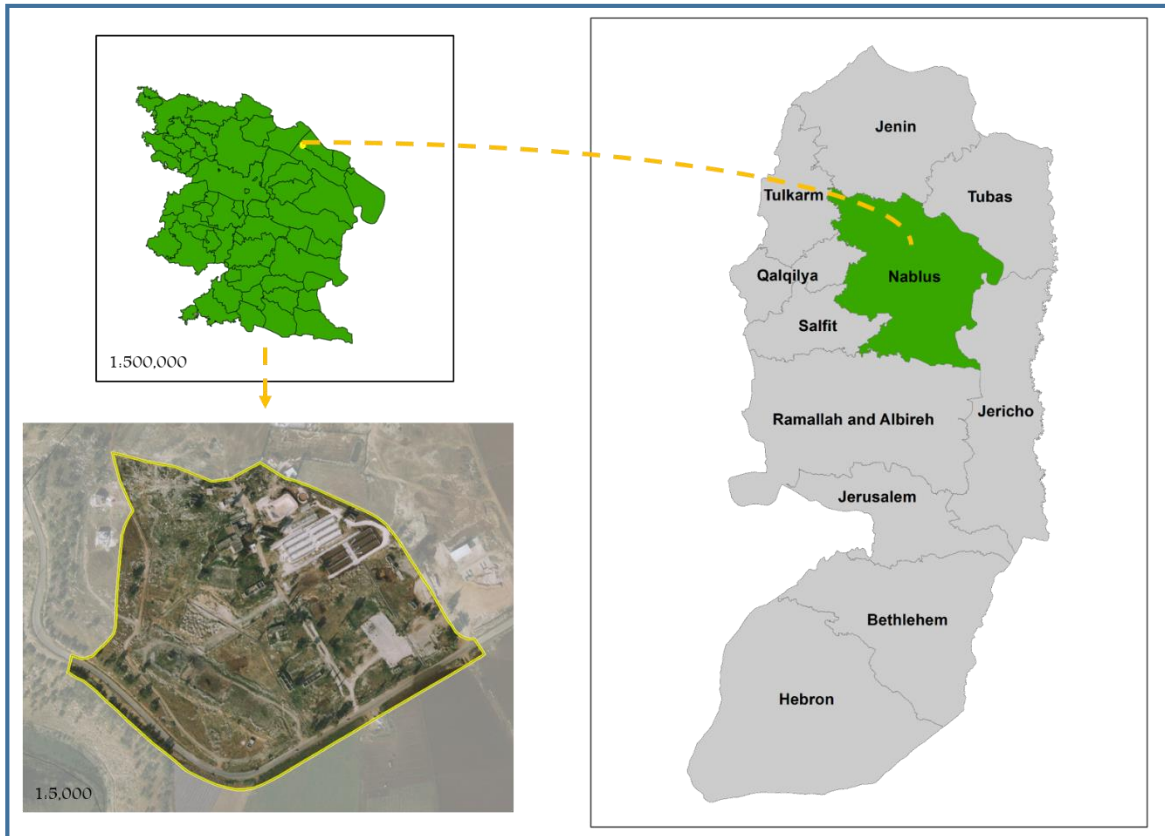 1:500,000
1:5,000
Jenin
Tulkarm
Tubas
Qalqilya
Nablus
Salfit
Ramallah and Albireh
Jericho
Jerusalem
Bethlehem
Hebron